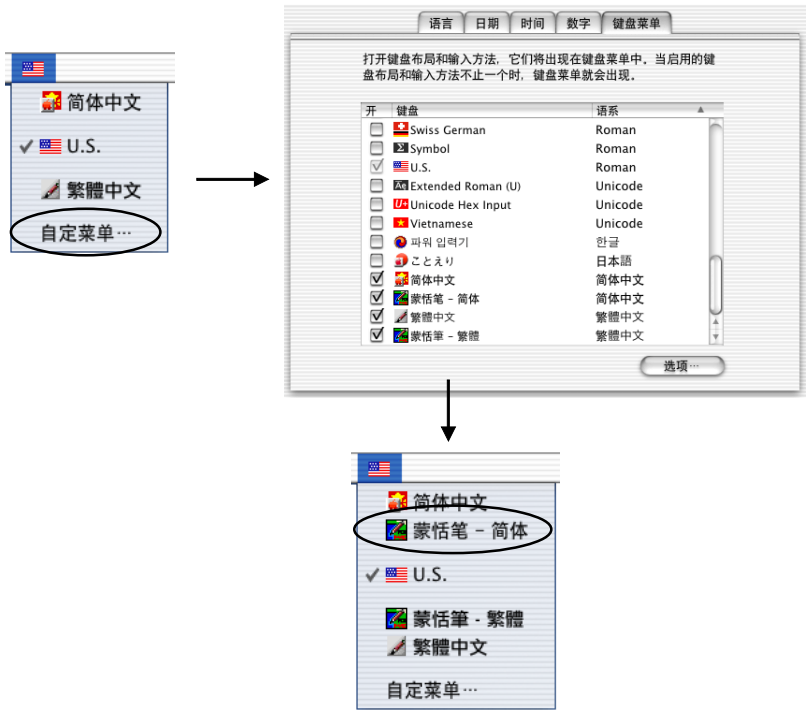 简体中文
U.S.
繁體中文
自定菜单…
语言 日期 时间 数字 键盘菜单
打开键盘布局和输入方法，它们将出现在键盘菜单中。当启用的键
盘布局和输入方法不止一个时，键盘菜单就会出现。
开 键盘 语系
Swiss German Roman
Symbol Roman
U.S. Roman
Extended Roman (U) Unicode
Unicode Hex Input Unicode
Vietnamese Unicode
파워 입력기 한글
ことえり 日本語
简体中文 简体中文
蒙恬笔 – 简体 简体中文
繁體中文 繁體中文
蒙恬筆 – 繁體 繁體中文
选项…
简体中文
蒙恬笔 – 简体
U.S.
蒙恬筆 - 繁體
繁體中文
自定菜单…